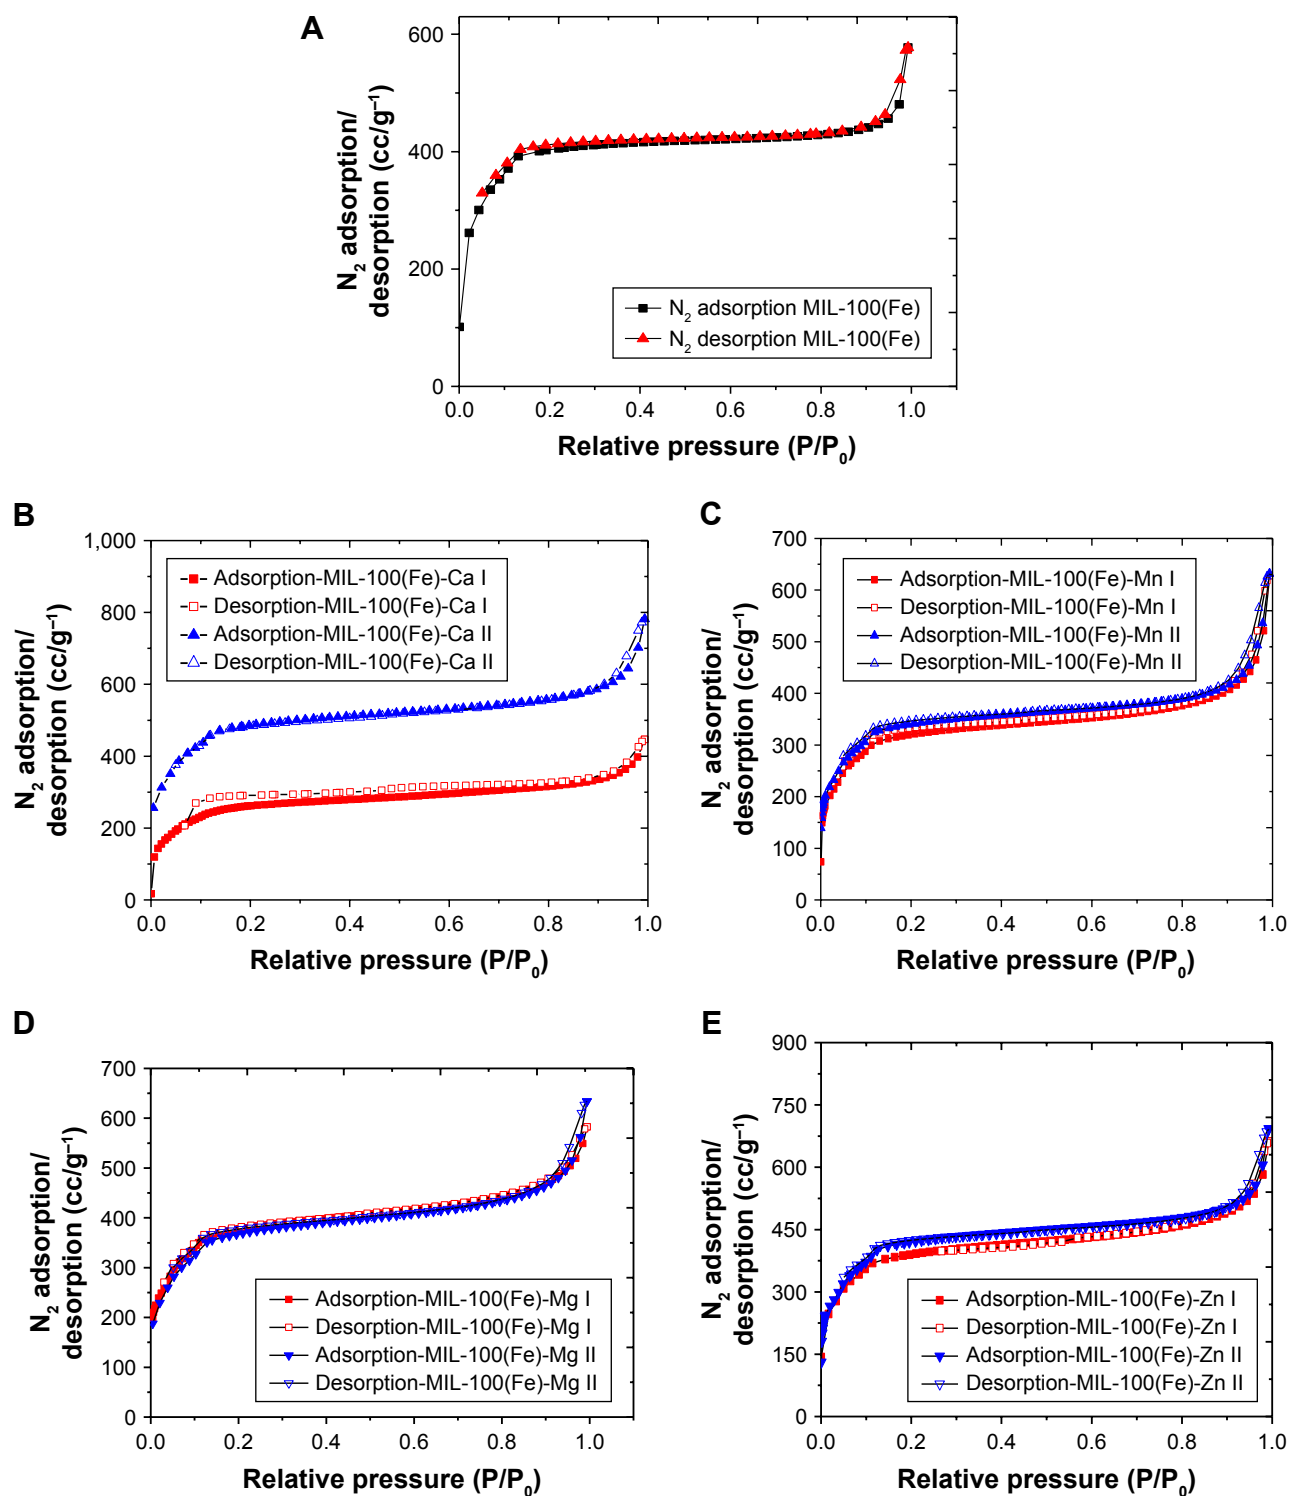 A
N₂ adsorption/
desorption (cc/g⁻¹)
600
400
200
0
N₂ adsorption MIL-100(Fe)
N₂ desorption MIL-100(Fe)
0.0 0.2 0.4 0.6 0.8 1.0
Relative pressure (P/P₀)
B
N₂ adsorption/
desorption (cc/g⁻¹)
1,000
800
600
400
200
0
Adsorption-MIL-100(Fe)-Ca I
Desorption-MIL-100(Fe)-Ca I
Adsorption-MIL-100(Fe)-Ca II
Desorption-MIL-100(Fe)-Ca II
0.0 0.2 0.4 0.6 0.8 1.0
Relative pressure (P/P₀)
C
N₂ adsorption/
desorption (cc/g⁻¹)
700
600
500
400
300
200
100
0
Adsorption-MIL-100(Fe)-Mn I
Desorption-MIL-100(Fe)-Mn I
Adsorption-MIL-100(Fe)-Mn II
Desorption-MIL-100(Fe)-Mn II
0.0 0.2 0.4 0.6 0.8 1.0
Relative pressure (P/P₀)
D
N₂ adsorption/
desorption (cc/g⁻¹)
700
600
500
400
300
200
100
0
Adsorption-MIL-100(Fe)-Mg I
Desorption-MIL-100(Fe)-Mg I
Adsorption-MIL-100(Fe)-Mg II
Desorption-MIL-100(Fe)-Mg II
0.0 0.2 0.4 0.6 0.8 1.0
Relative pressure (P/P₀)
E
N₂ adsorption/
desorption (cc/g⁻¹)
900
750
600
450
300
150
0
Adsorption-MIL-100(Fe)-Zn I
Desorption-MIL-100(Fe)-Zn I
Adsorption-MIL-100(Fe)-Zn II
Desorption-MIL-100(Fe)-Zn II
0.0 0.2 0.4 0.6 0.8 1.0
Relative pressure (P/P₀)